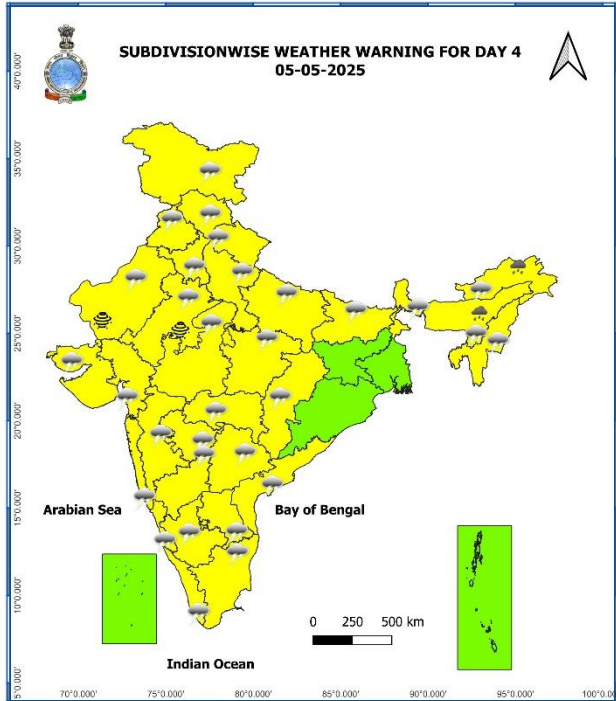 SUBDIVISIONWISE WEATHER WARNING FOR DAY 4
05-05-2025
40°0.000'
35°0.000'
30°0.000'
25°0.000'
20°0.000'
15°0.000'
10°0.000'
5°0.000'
Arabian Sea
Bay of Bengal
0 250 500 km
Indian Ocean
70°0.000' 75°0.000' 80°0.000' 85°0.000' 90°0.000' 95°0.000' 100°0.000'